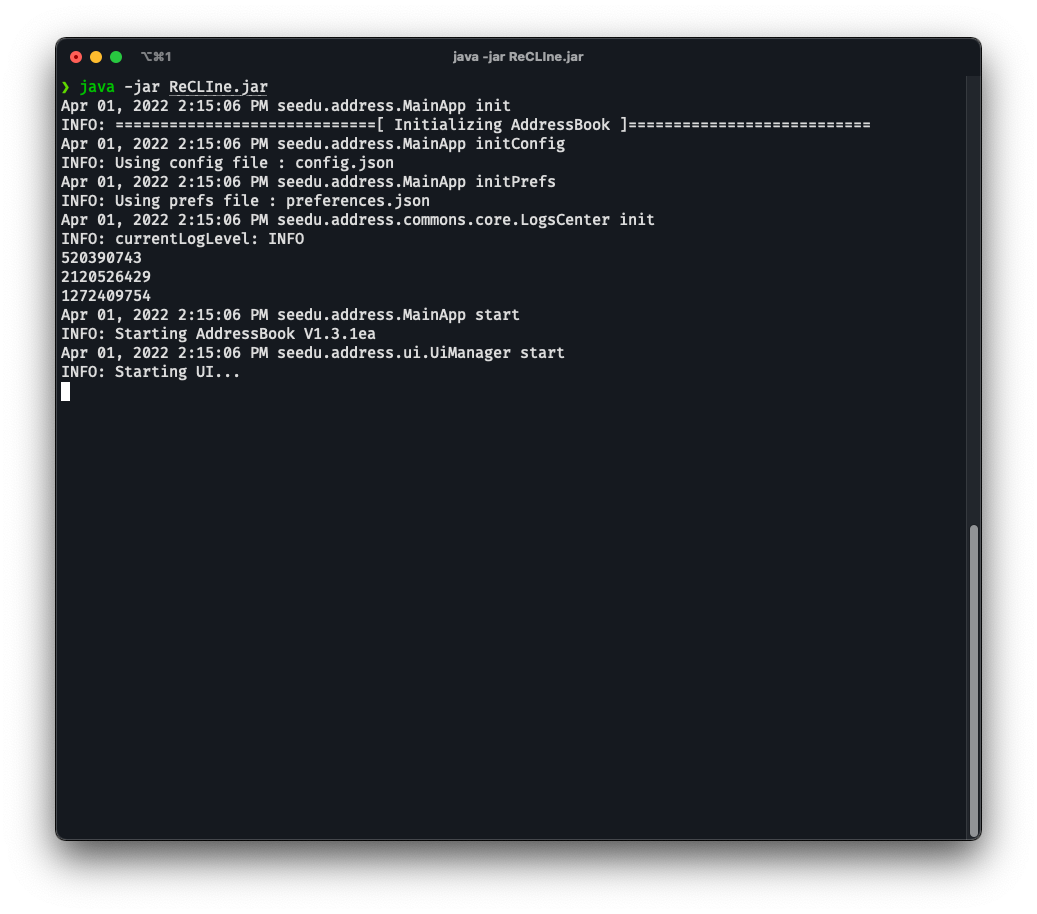 ⌥⌘1
java -jar ReCLIne.jar
❯ java -jar ReCLIne.jar
Apr 01, 2022 2:15:06 PM seedu.address.MainApp init
INFO: =============================[ Initializing AddressBook ]===========================
Apr 01, 2022 2:15:06 PM seedu.address.MainApp initConfig
INFO: Using config file : config.json
Apr 01, 2022 2:15:06 PM seedu.address.MainApp initPrefs
INFO: Using prefs file : preferences.json
Apr 01, 2022 2:15:06 PM seedu.address.commons.core.LogsCenter init
INFO: currentLogLevel: INFO
520390743
2120526429
1272409754
Apr 01, 2022 2:15:06 PM seedu.address.MainApp start
INFO: Starting AddressBook V1.3.1ea
Apr 01, 2022 2:15:06 PM seedu.address.ui.UiManager start
INFO: Starting UI...